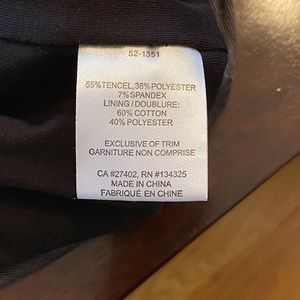 52-1351
55%TENCEL,38%POLYESTER
7%SPANDEX
LINING/DOUBLURE:
60%COTTON
40%POLYESTER
EXCLUSIVE OF TRIM
GARNITURE NON COMPRISE
CA #27402, RN #134325
MADE IN CHINA
FABRIQUÉ EN CHINE